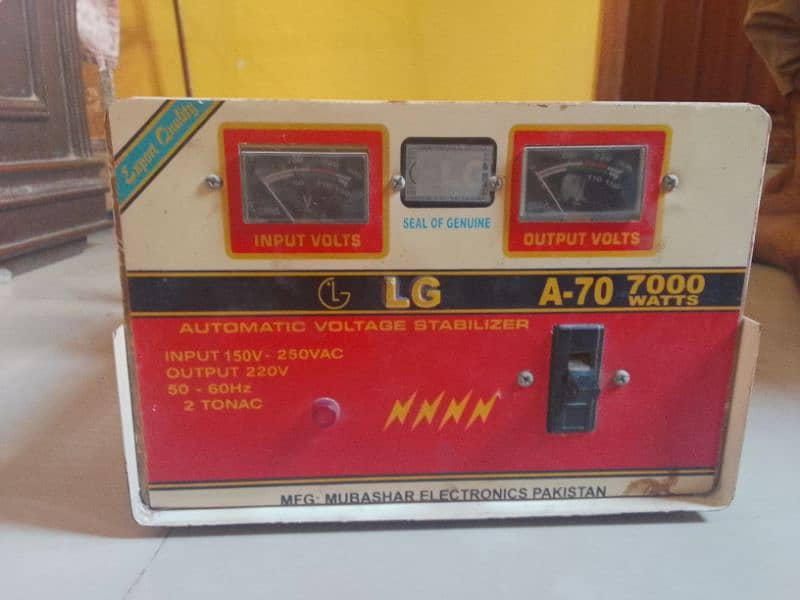 Export Quality
LG
SEAL OF GENUINE
INPUT VOLTS
OUTPUT VOLTS
LG
A-70 7000 WATTS
AUTOMATIC VOLTAGE STABILIZER
INPUT 150V - 250VAC
OUTPUT 220V
50 - 60Hz
2 TONAC
MFG: MUBASHAR ELECTRONICS PAKISTAN